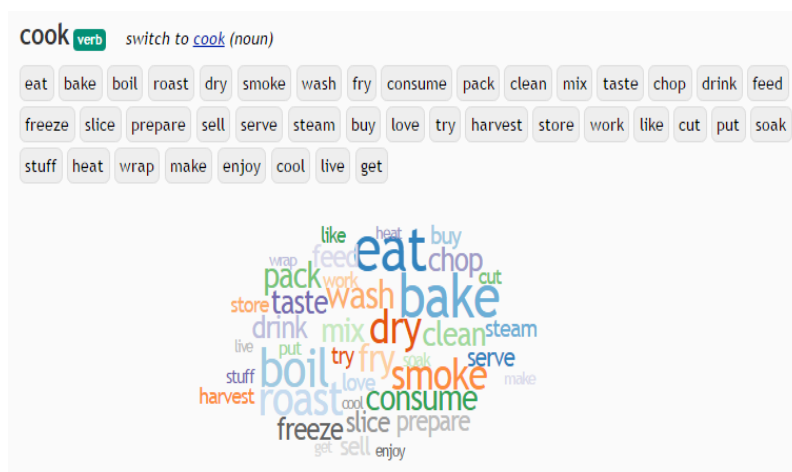 cook verb switch to cook (noun)
eat bake boil roast dry smoke wash fry consume pack clean mix taste chop drink feed
freeze slice prepare sell serve steam buy love try harvest store work like cut put soak
stuff heat wrap make enjoy cool live get
like heat eat buy
wrap feed chop
pack work cut
store taste wash bake
drink mix dry clean steam
live put try fry soak serve
stuff boil love smoke make
harvest roast cool consume
freeze slice prepare
get sell enjoy